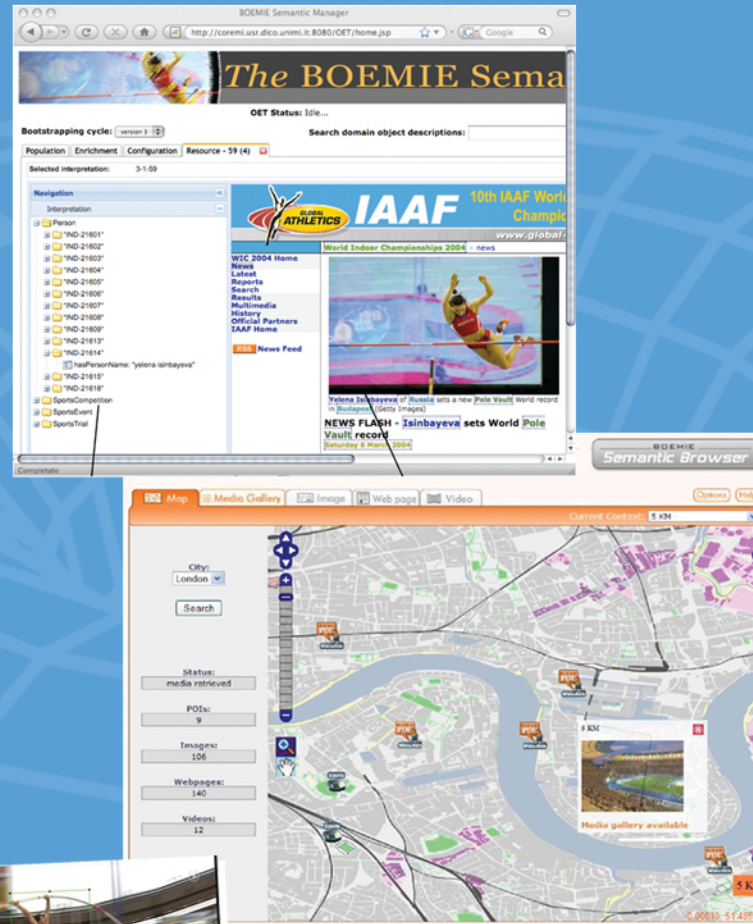 BOEMIE Semantic Manager
http://coremi.usr.dico.unimi.it:8080/OET/home.jsp
Google
The BOEMIE Sema
OET Status: Idle...
Bootstrapping cycle: version 3
Search domain object descriptions:
Population Enrichment Configuration Resource - 59 (4)
Selected interpretation: 3-1-59
Navigation
Interpretation
Person
"IND-21601"
"IND-21602"
"IND-21603"
"IND-21604"
"IND-21605"
"IND-21606"
"IND-21607"
"IND-21608"
"IND-21609"
"IND-21613"
"IND-21614"
hasPersonName: "yelena isinbayeva"
"IND-21615"
"IND-21618"
SportsCompetition
SportsEvent
SportsTrial
GLOBAL
ATHLETICS
IAAF
10th IAAF Worl
Champio
www.global-
World Indoor Championships 2004 > news
WIC 2004 Home
News
Latest
Reports
Search
Results
Multimedia
History
Official Partners
IAAF Home
RSS News Feed
Yelena Isinbayeva of Russia sets a new Pole Vault World record
in Budapest (Getty Images)
NEWS FLASH - Isinbayeva sets World Pole
Vault record
Saturday 6 March 2004
Completato
BOEMIE
Semantic Browser
Map Media Gallery Image Web page Video
Options Hel
Current Context: 5 KM
City:
London
Search
Status:
media retrieved
POIs:
9
Images:
106
Webpages:
140
Videos:
12
5 KM
Media gallery available
5 K